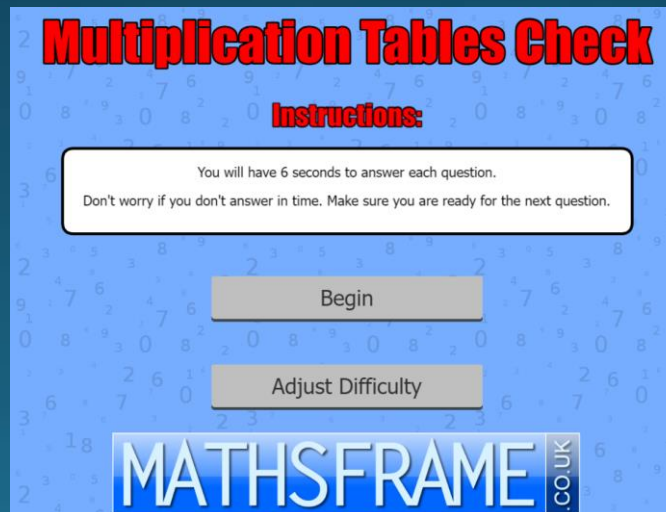 Multiplication Tables Check
Instructions:
You will have 6 seconds to answer each question.
Don't worry if you don't answer in time. Make sure you are ready for the next question.
Begin
Adjust Difficulty
MATHSFRAME
.CO.UK